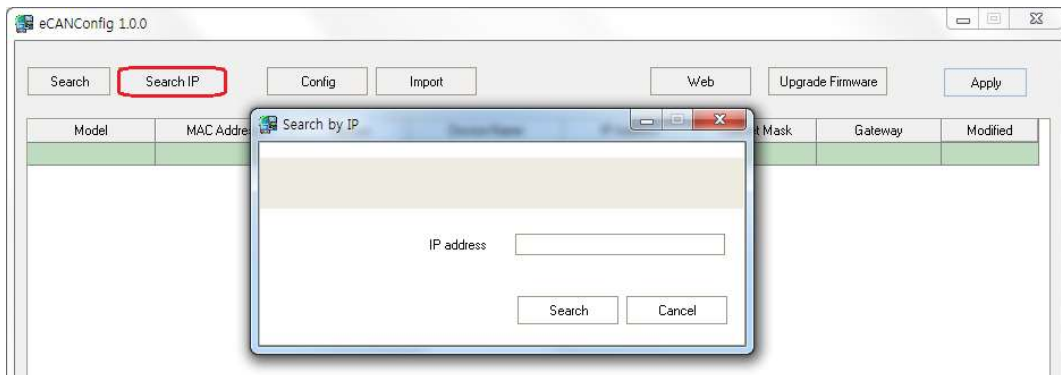 eCANConfig 1.0.0
Search
Search IP
Config
Import
Web
Upgrade Firmware
Apply
Model
MAC Addre
t Mask
Gateway
Modified
Search by IP
IP address
Search
Cancel